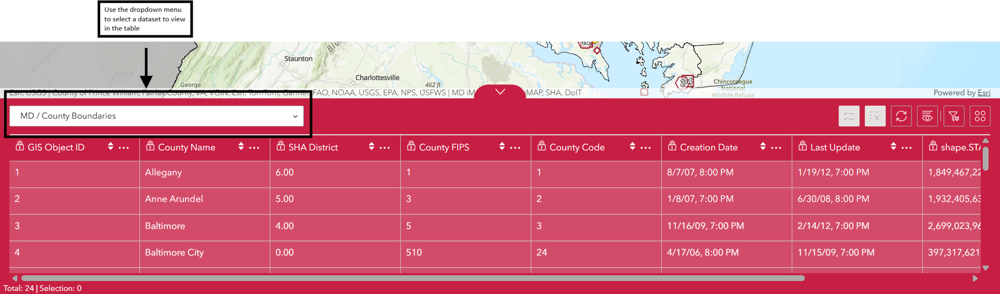 Use the dropdown menu
to select a dataset to view
in the table
Allegheny
4345 ft
Blu
Staunton
Charlottesville
George
462 ft
14
2
14
Chincoteague
National
Wildlife Refuge
Esri, USGS | County of Prince William, Fairfax County, VA, VGIN, Esri, TomTom, Garmin, FAO, NOAA, USGS, EPA, NPS, USFWS | MD iM iMAP, SHA, DoIT
Powered by Esri
MD / County Boundaries
GIS Object ID County Name SHA District County FIPS County Code Creation Date Last Update shape.STA
1 Allegany 6.00 1 1 8/7/07, 8:00 PM 1/19/12, 7:00 PM 1,849,467,22
2 Anne Arundel 5.00 3 2 1/8/07, 7:00 PM 6/30/08, 8:00 PM 1,932,405,63
3 Baltimore 4.00 5 3 11/16/09, 7:00 PM 2/14/12, 7:00 PM 2,699,023,96
4 Baltimore City 0.00 510 24 4/17/06, 8:00 PM 11/15/09, 7:00 PM 397,317,621
Total: 24 | Selection: 0